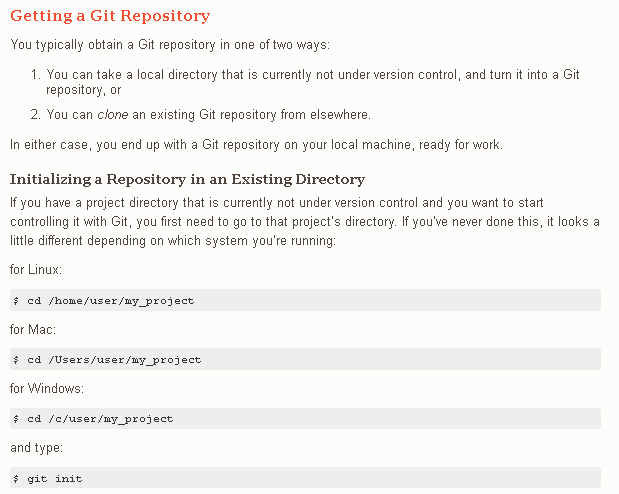 Getting a Git Repository
You typically obtain a Git repository in one of two ways:
1. You can take a local directory that is currently not under version control, and turn it into a Git
repository, or
2. You can clone an existing Git repository from elsewhere.
In either case, you end up with a Git repository on your local machine, ready for work.
Initializing a Repository in an Existing Directory
If you have a project directory that is currently not under version control and you want to start
controlling it with Git, you first need to go to that project's directory. If you've never done this, it looks a
little different depending on which system you're running:
for Linux:
$ cd /home/user/my_project
for Mac:
$ cd /Users/user/my_project
for Windows:
$ cd /c/user/my_project
and type:
$ git init